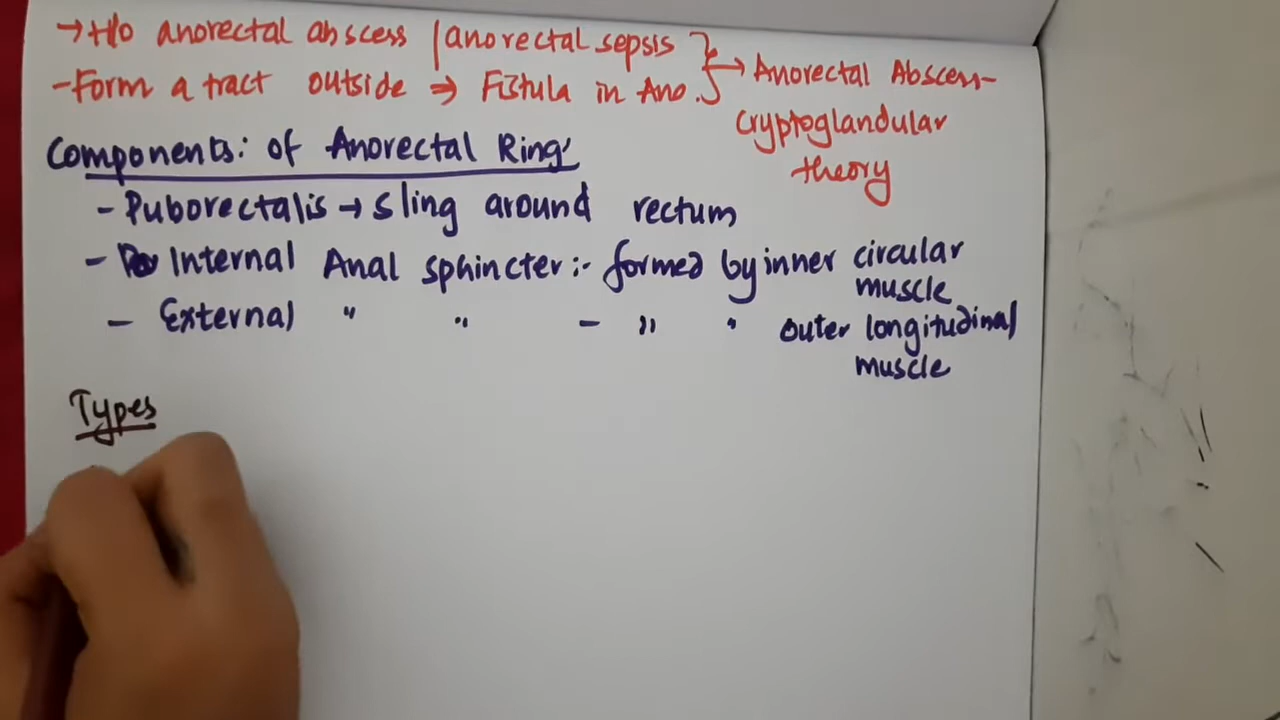 → H/o anorectal abscess / anorectal sepsis
- Form a tract outside ⇒ Fistula in Ano. } → Anorectal Abscess-
cryptoglandular
theory
Components: of Anorectal Ring:
- Puborectalis → sling around rectum
- Internal Anal sphincter :- formed by inner circular
muscle
- External " " - " " outer longitudinal
muscle
Types